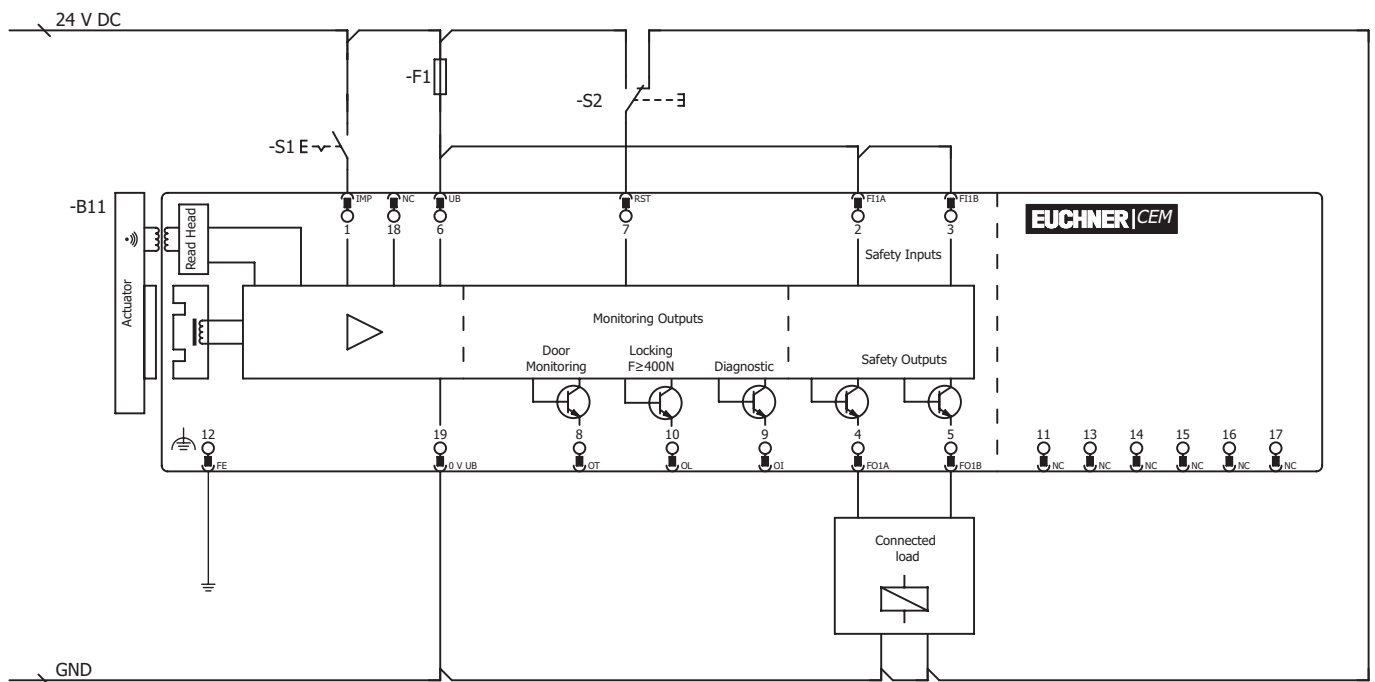 24 V DC
-F1
-S2
-S1 E
-B11
IMP NC UB RST FI1A FI1B
1 18 6 7 2 3
EUCHNER CEM
Read Head
Actuator
Safety Inputs
Monitoring Outputs
Door
Monitoring
Locking
F≥400N
Diagnostic
Safety Outputs
12 19 8 10 9 4 5 11 13 14 15 16 17
FE 0 V UB OT OL OI FO1A FO1B NC NC NC NC NC NC
Connected
load
GND